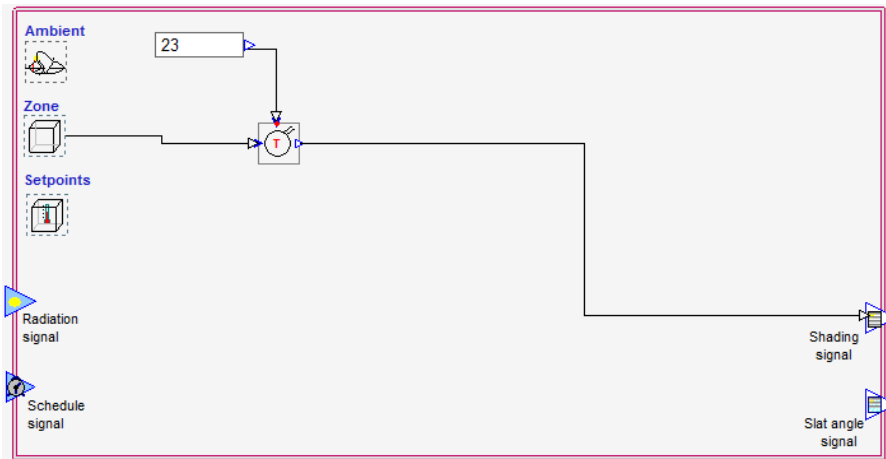 Ambient
23
Zone
T
Setpoints
Radiation
signal
Shading
signal
Schedule
signal
Slat angle
signal